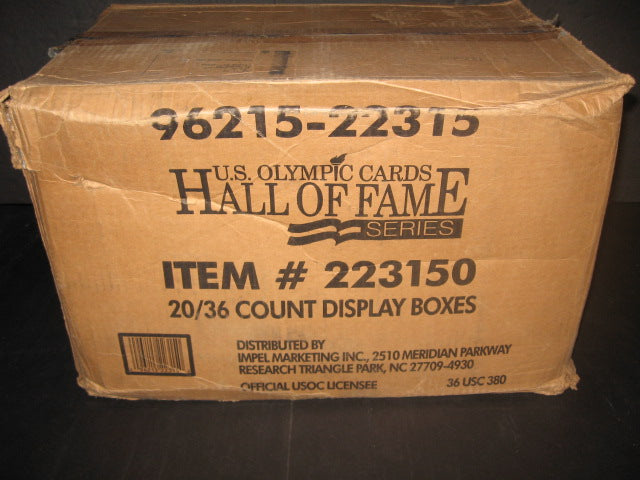 96215-22315
U.S. OLYMPIC CARDS
HALL OF FAME
SERIES
ITEM # 223150
20/36 COUNT DISPLAY BOXES
DISTRIBUTED BY
IMPEL MARKETING INC., 2510 MERIDIAN PARKWAY
RESEARCH TRIANGLE PARK, NC 27709-4930
OFFICIAL USOC LICENSEE 36 USC 380